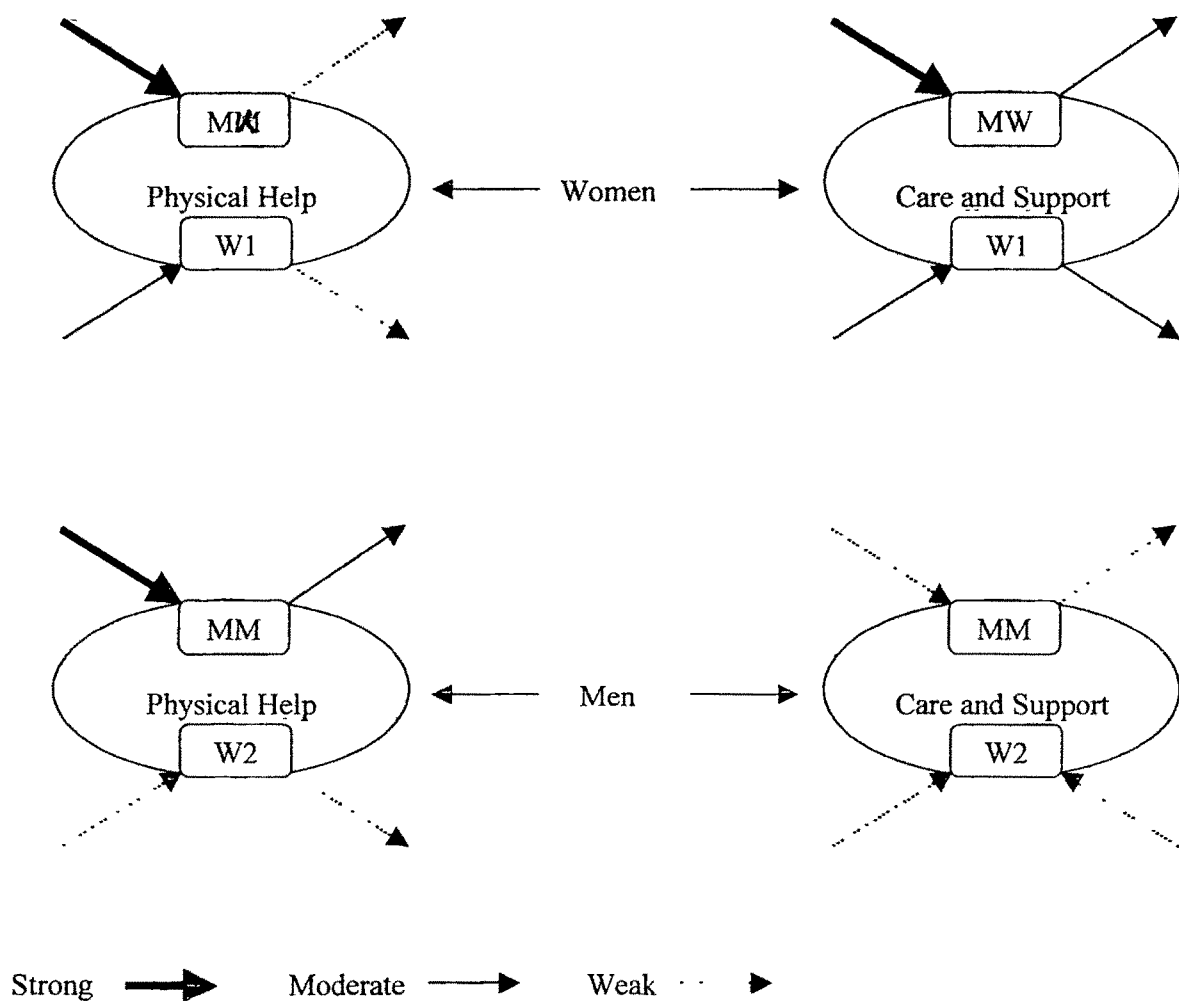 MW
Physical Help
W1
Women
MW
Care and Support
W1
MM
Physical Help
W2
Men
MM
Care and Support
W2
Strong Moderate Weak